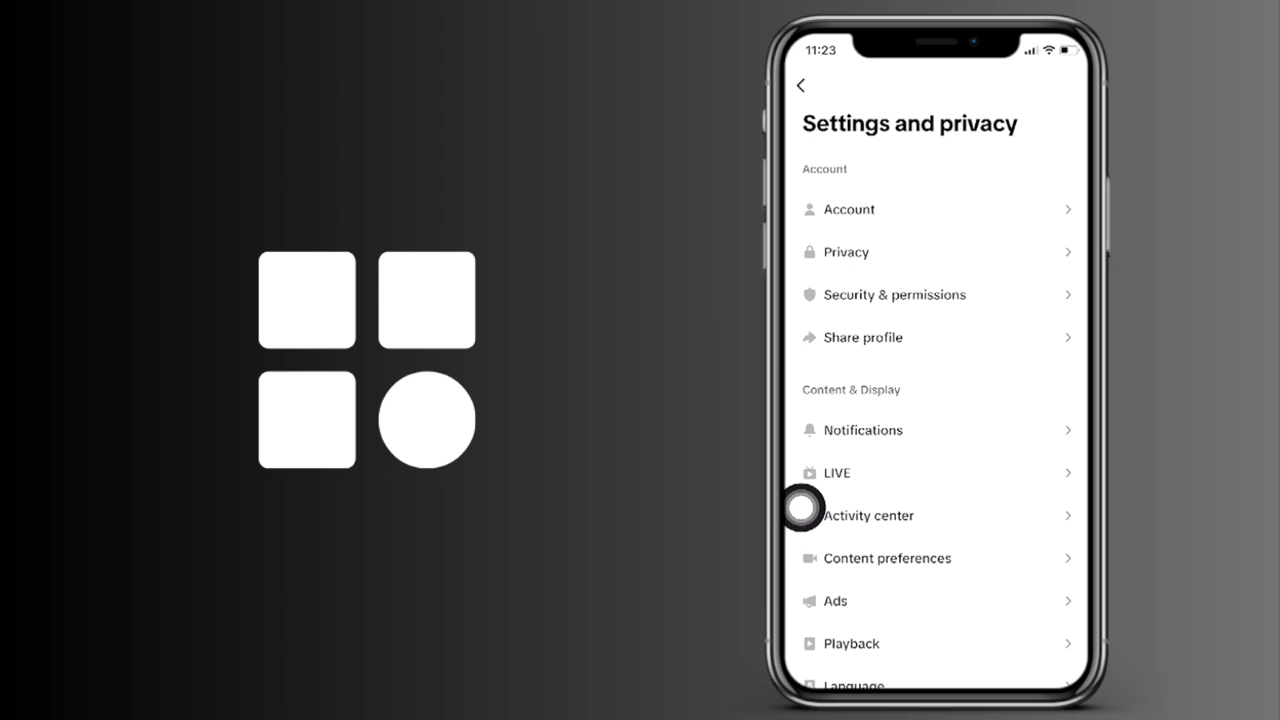 11:23
Settings and privacy
Account
Account
Privacy
Security & permissions
Share profile
Content & Display
Notifications
LIVE
Activity center
Content preferences
Ads
Playback
Language